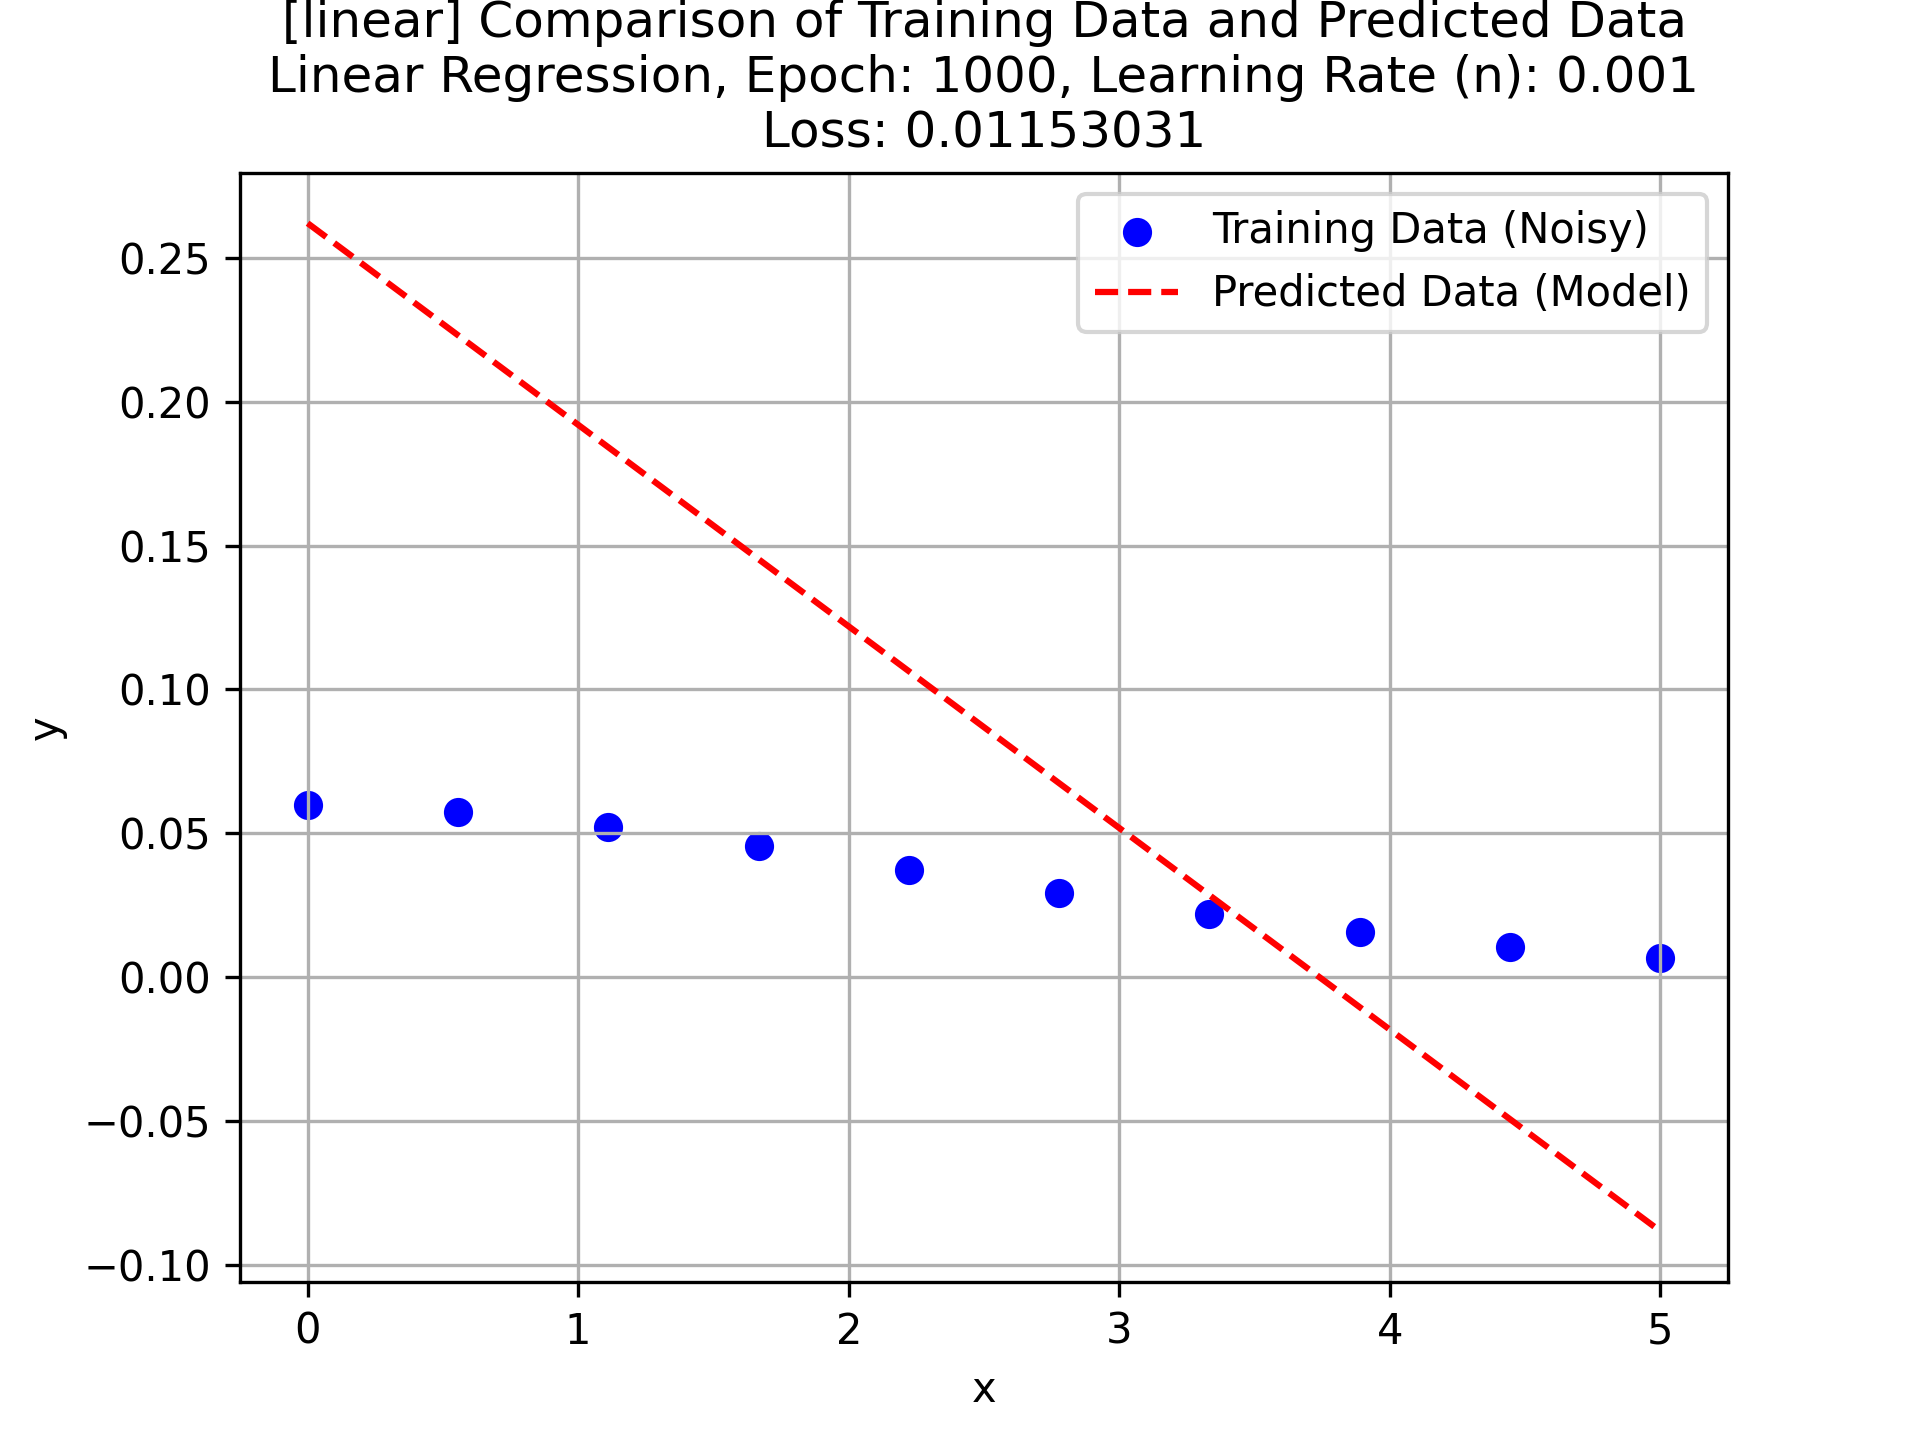 [linear] Comparison of Training Data and Predicted Data
Linear Regression, Epoch: 1000, Learning Rate (n): 0.001
Loss: 0.01153031
Training Data (Noisy)
Predicted Data (Model)
0.25
0.20
0.15
0.10
0.05
0.00
−0.05
−0.10
y
0 1 2 3 4 5
x